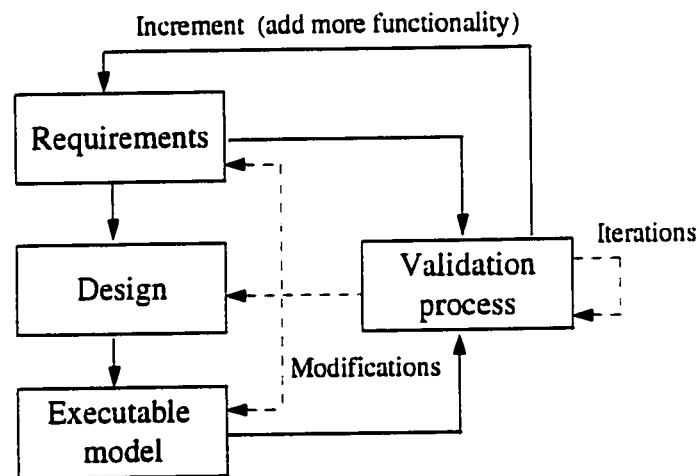 Increment (add more functionality)
Requirements
Iterations
Validation
process
Design
Modifications
Executable
model